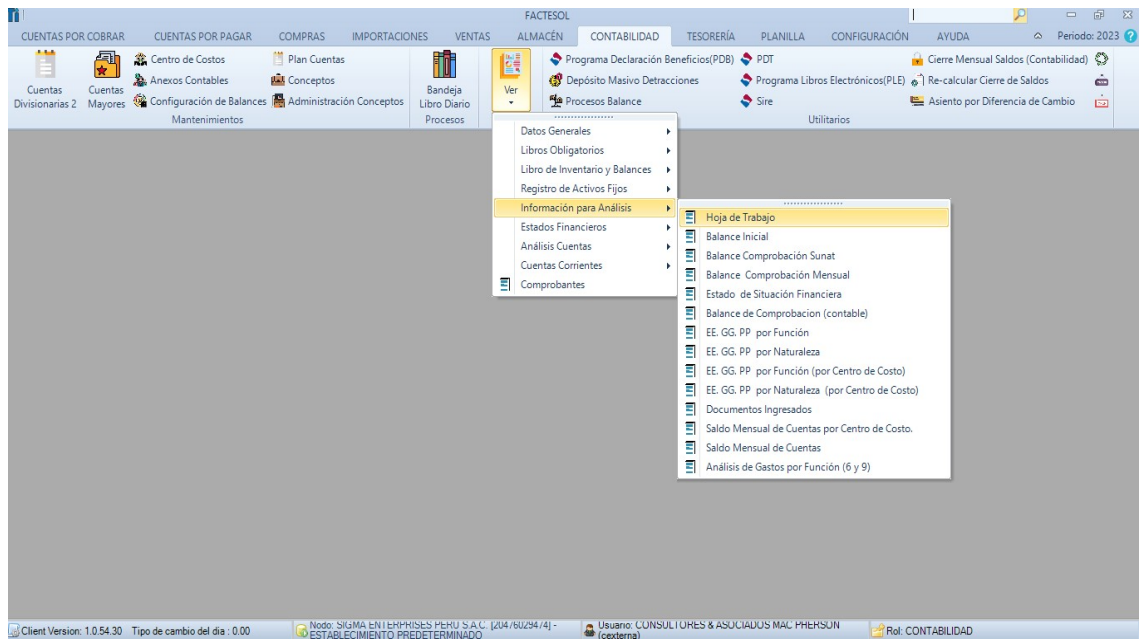 FACTESOL
CUENTAS POR COBRAR CUENTAS POR PAGAR COMPRAS IMPORTACIONES VENTAS ALMACÉN CONTABILIDAD TESORERÍA PLANILLA CONFIGURACIÓN AYUDA Periodo: 2023
Cuentas Divisionarias 2
Cuentas Mayores
Centro de Costos
Anexos Contables
Configuración de Balances
Plan Cuentas
Conceptos
Administración Conceptos
Mantenimientos
Bandeja Libro Diario
Procesos
Ver
Programa Declaración Beneficios(PDB)
Depósito Masivo Detracciones
Procesos Balance
PDT
Programa Libros Electrónicos(PLE)
Sire
Cierre Mensual Saldos (Contabilidad)
Re-calcular Cierre de Saldos
Asiento por Diferencia de Cambio
Utilitarios
Datos Generales
Libros Obligatorios
Libro de Inventario y Balances
Registro de Activos Fijos
Información para Análisis
Estados Financieros
Análisis Cuentas
Cuentas Corrientes
Comprobantes
Hoja de Trabajo
Balance Inicial
Balance Comprobación Sunat
Balance Comprobación Mensual
Estado de Situación Financiera
Balance de Comprobacion (contable)
EE. GG. PP por Función
EE. GG. PP por Naturaleza
EE. GG. PP por Función (por Centro de Costo)
EE. GG. PP por Naturaleza (por Centro de Costo)
Documentos Ingresados
Saldo Mensual de Cuentas por Centro de Costo.
Saldo Mensual de Cuentas
Análisis de Gastos por Función (6 y 9)
Client Version: 1.0.54.30 Tipo de cambio del dia : 0.00
Nodo: SIGMA ENTERPRISES PERU S.A.C. [20476029474] -
ESTABLECIMIENTO PREDETERMINADO
Usuario: CONSULTORES & ASOCIADOS MAC PHERSON
(cexterna)
Rol: CONTABILIDAD